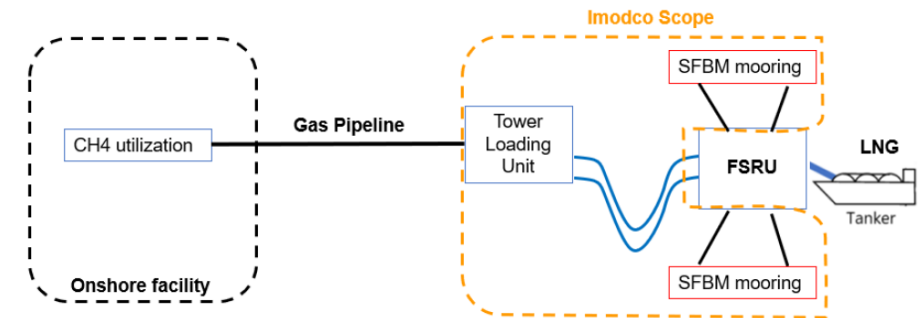 Imodco Scope
SFBM mooring
Gas Pipeline
Tower
Loading
Unit
CH4 utilization
FSRU
LNG
Tanker
Onshore facility
SFBM mooring